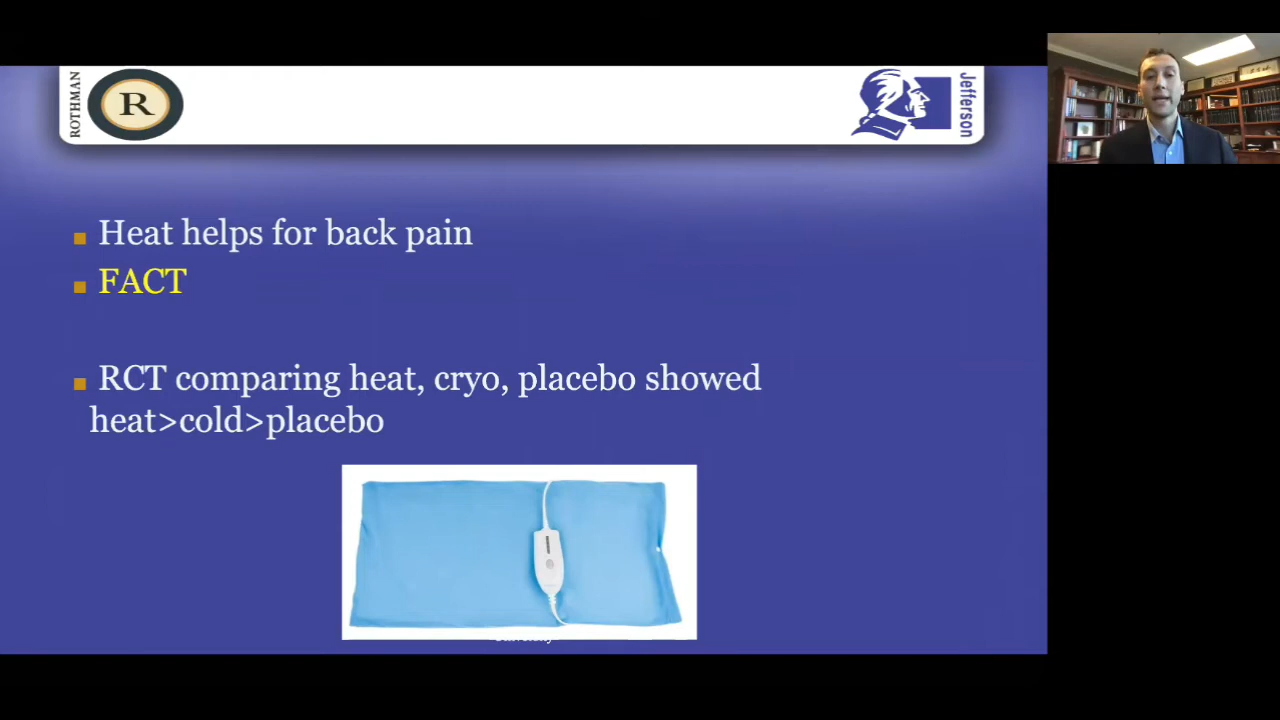 ROTHMAN
R
Jefferson
Heat helps for back pain
FACT
RCT comparing heat, cryo, placebo showed
heat>cold>placebo